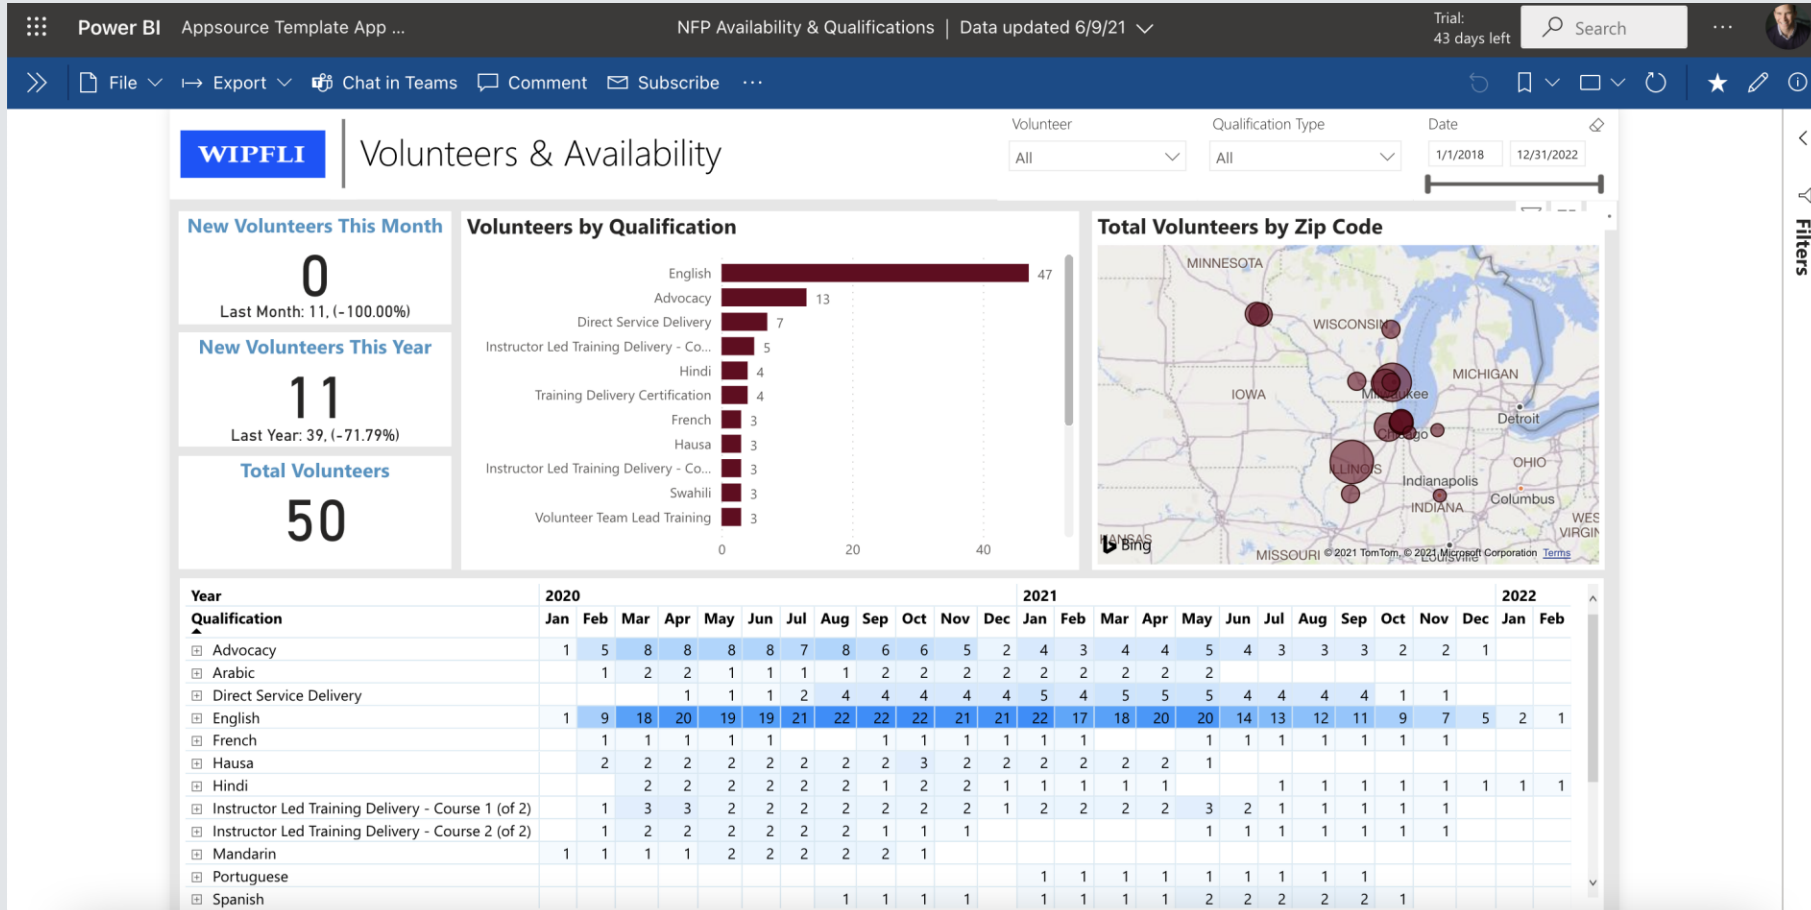 Power BI Appsource Template App ... NFP Availability & Qualifications | Data updated 6/9/21 Trial: 43 days left Search ...
File Export Chat in Teams Comment Subscribe ...
WIPFLI Volunteers & Availability
Volunteer Qualification Type Date
All All 1/1/2018 12/31/2022
Filters
New Volunteers This Month
0
Last Month: 11, (-100.00%)
New Volunteers This Year
11
Last Year: 39, (-71.79%)
Total Volunteers
50
Volunteers by Qualification
English 47
Advocacy 13
Direct Service Delivery 7
Instructor Led Training Delivery - Co... 5
Hindi 4
Training Delivery Certification 4
French 3
Hausa 3
Instructor Led Training Delivery - Co... 3
Swahili 3
Volunteer Team Lead Training 3
0 20 40
Total Volunteers by Zip Code
MINNESOTA
WISCONSIN
MICHIGAN
IOWA
Milwaukee
Detroit
Chicago
ILLINOIS
OHIO
Indianapolis
Columbus
INDIANA
WES
VIRGIN
KANSAS
Bing
MISSOURI
Louisville
© 2021 TomTom, © 2021 Microsoft Corporation Terms
Year 2020 2021 2022
Qualification Jan Feb Mar Apr May Jun Jul Aug Sep Oct Nov Dec Jan Feb Mar Apr May Jun Jul Aug Sep Oct Nov Dec Jan Feb
Advocacy 1 5 8 8 8 8 7 8 6 6 5 2 4 3 4 4 5 4 3 3 3 2 2 1
Arabic 1 2 2 1 1 1 1 2 2 2 2 2 2 2 2 2
Direct Service Delivery 1 1 1 2 4 4 4 4 4 5 4 5 5 5 4 4 4 4 1 1
English 1 9 18 20 19 19 21 22 22 22 21 21 22 17 18 20 20 14 13 12 11 9 7 5 2 1
French 1 1 1 1 1 1 1 1 1 1 1 1 1 1 1 1 1 1
Hausa 2 2 2 2 2 2 2 2 3 2 2 2 2 2 2 1
Hindi 2 2 2 2 2 2 1 2 2 1 1 1 1 1 1 1 1 1 1 1 1 1
Instructor Led Training Delivery - Course 1 (of 2) 1 3 3 2 2 2 2 2 2 2 1 2 2 2 2 3 2 1 1 1 1 1
Instructor Led Training Delivery - Course 2 (of 2) 1 2 2 2 2 2 2 1 1 1 1 1 1 1 1 1 1
Mandarin 1 1 1 1 2 2 2 2 2 1
Portuguese 1 1 1 1 1 1 1 1 1
Spanish 1 1 1 1 1 1 1 1 2 2 2 2 2 1